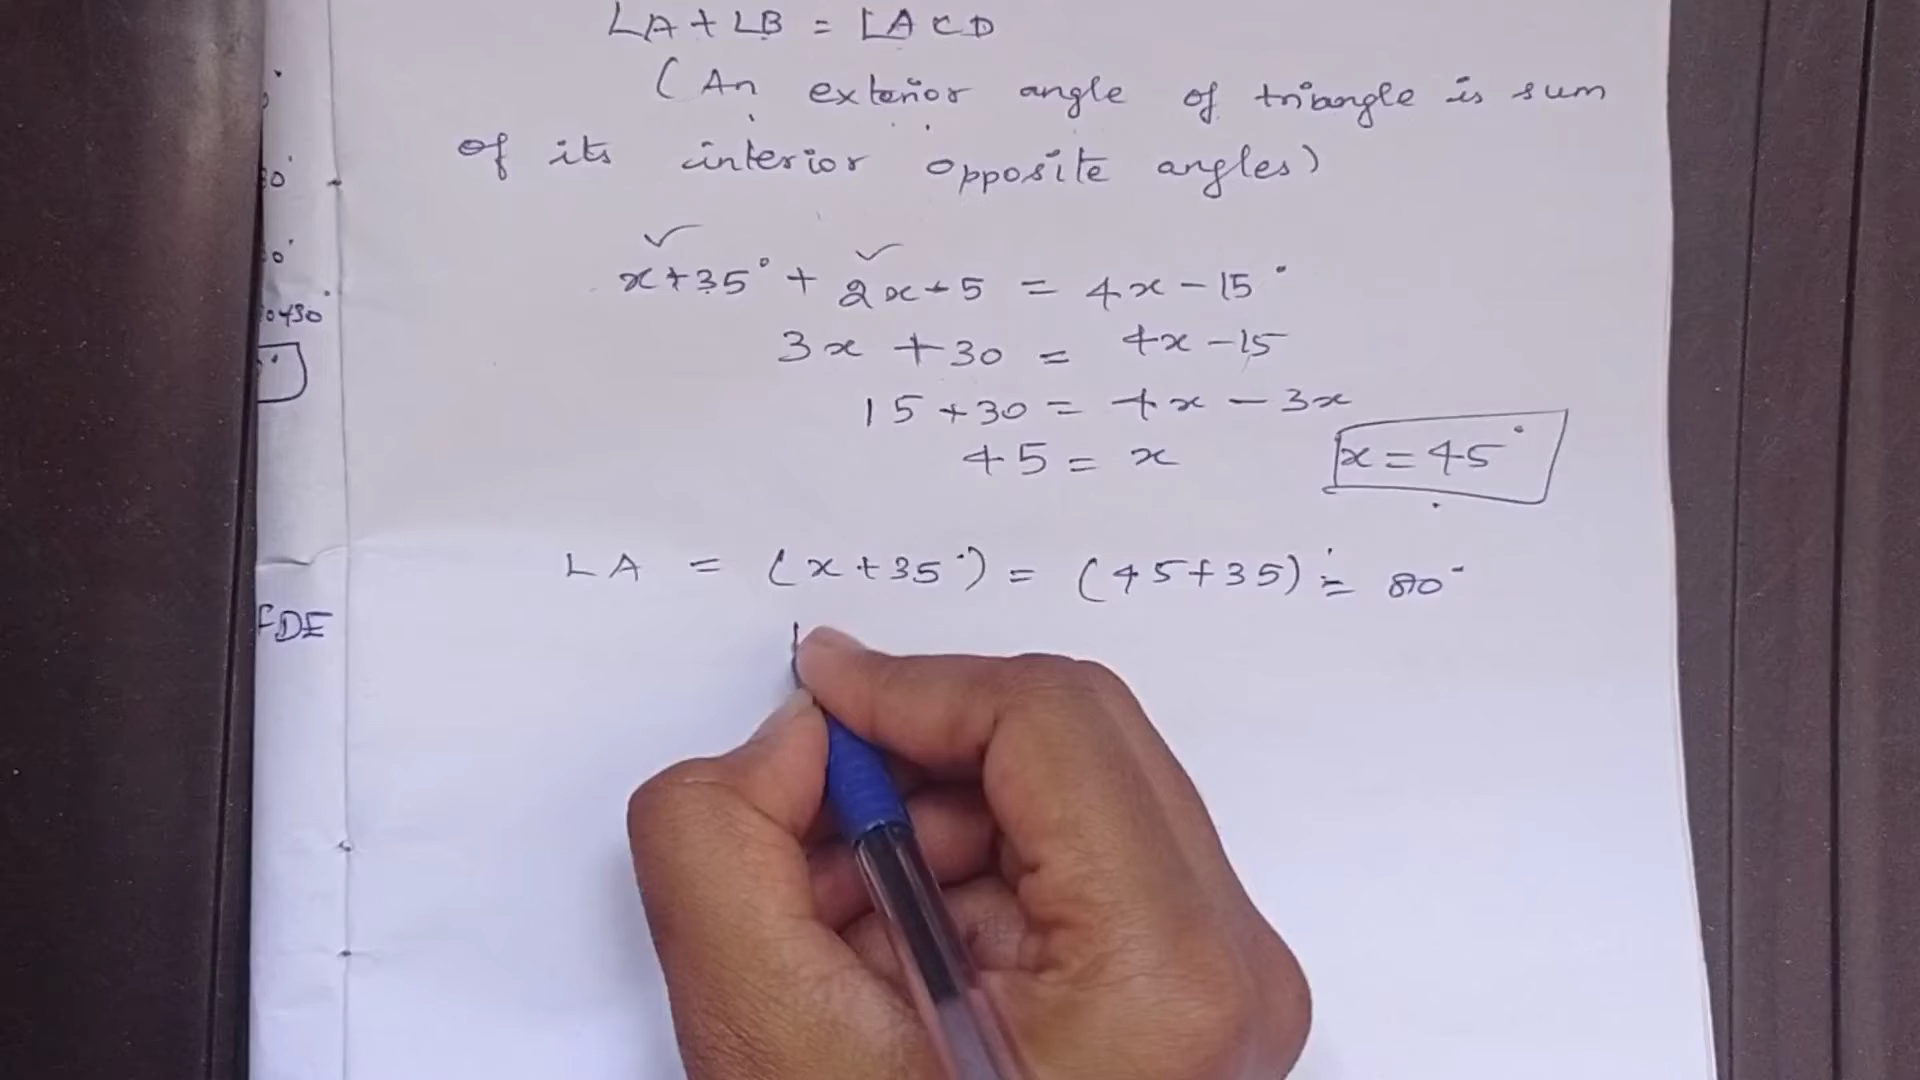 ∠A + ∠B = ∠ACD
(An exterior angle of triangle is sum
of its interior opposite angles)
x+35° + 2x-5 = 4x-15°
3x +30 = 4x-15
15+30 = 4x - 3x
45 = x x=45°
∠A = (x+35°) = (45+35)° = 80°
FDE